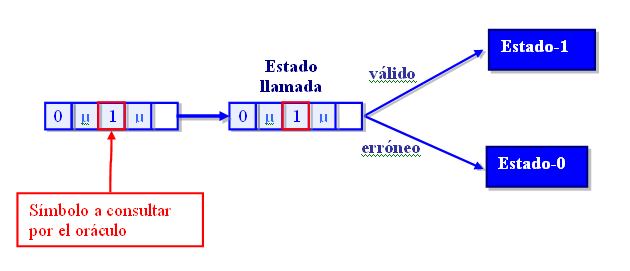 Estado-1
Estado
llamada
válido
0 μ 1 μ
0 μ 1 μ
erróneo
Estado-0
Símbolo a consultar
por el oráculo